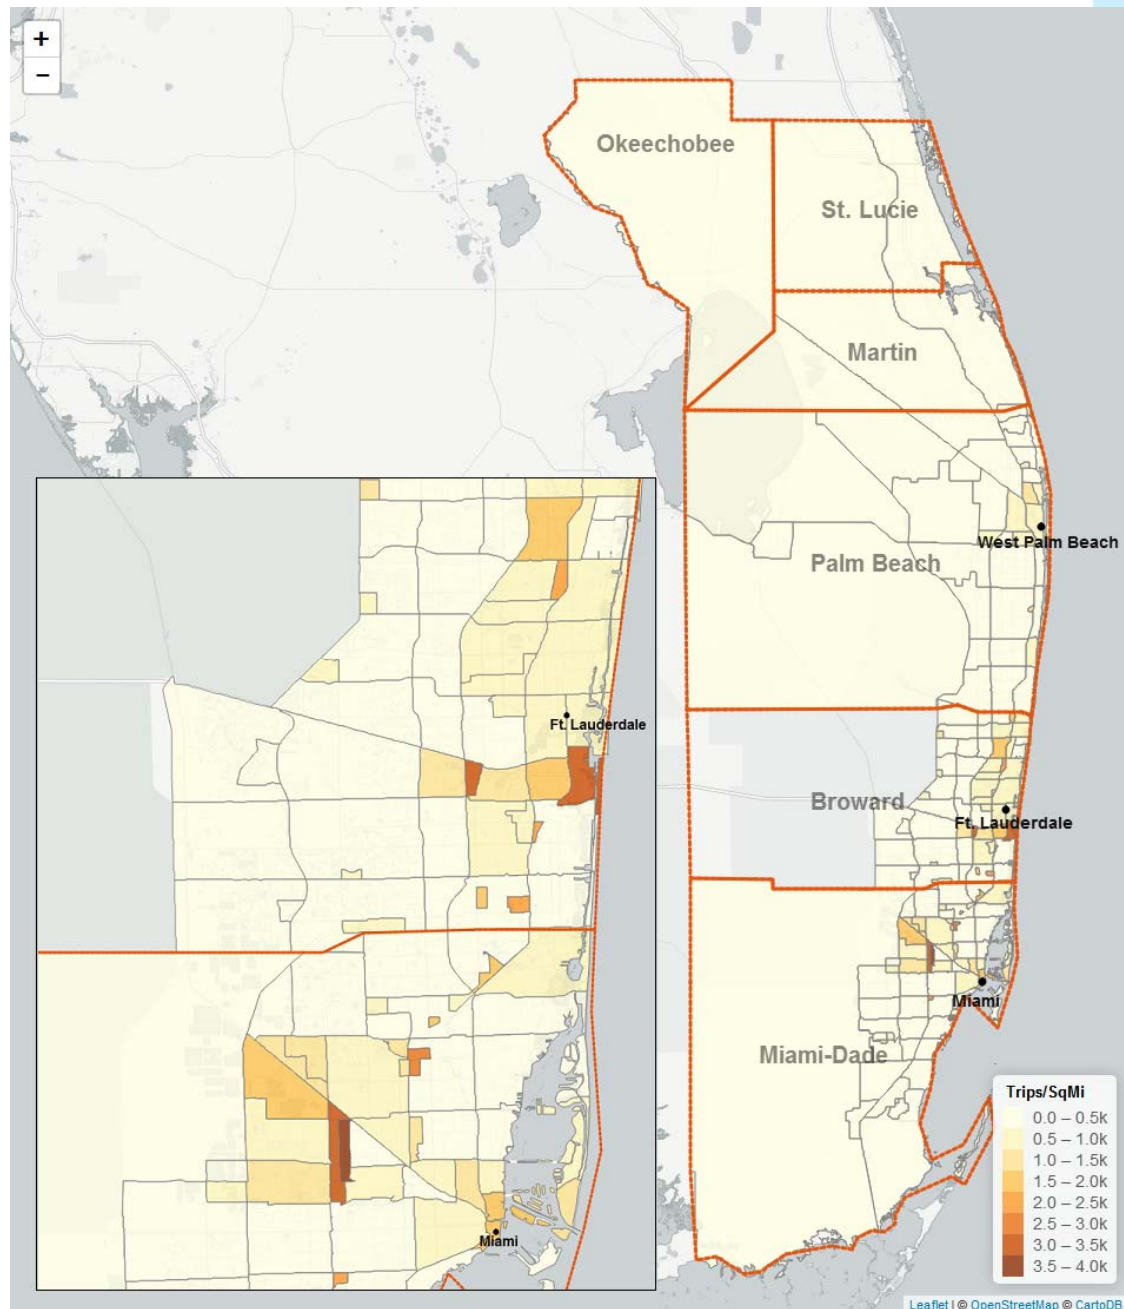 +
−
Okeechobee
St. Lucie
Martin
West Palm Beach
Palm Beach
Ft. Lauderdale
Broward
Ft. Lauderdale
Miami
Miami-Dade
Miami
Trips/SqMi
0.0 – 0.5k
0.5 – 1.0k
1.0 – 1.5k
1.5 – 2.0k
2.0 – 2.5k
2.5 – 3.0k
3.0 – 3.5k
3.5 – 4.0k
Leaflet | © OpenStreetMap © CartoDB